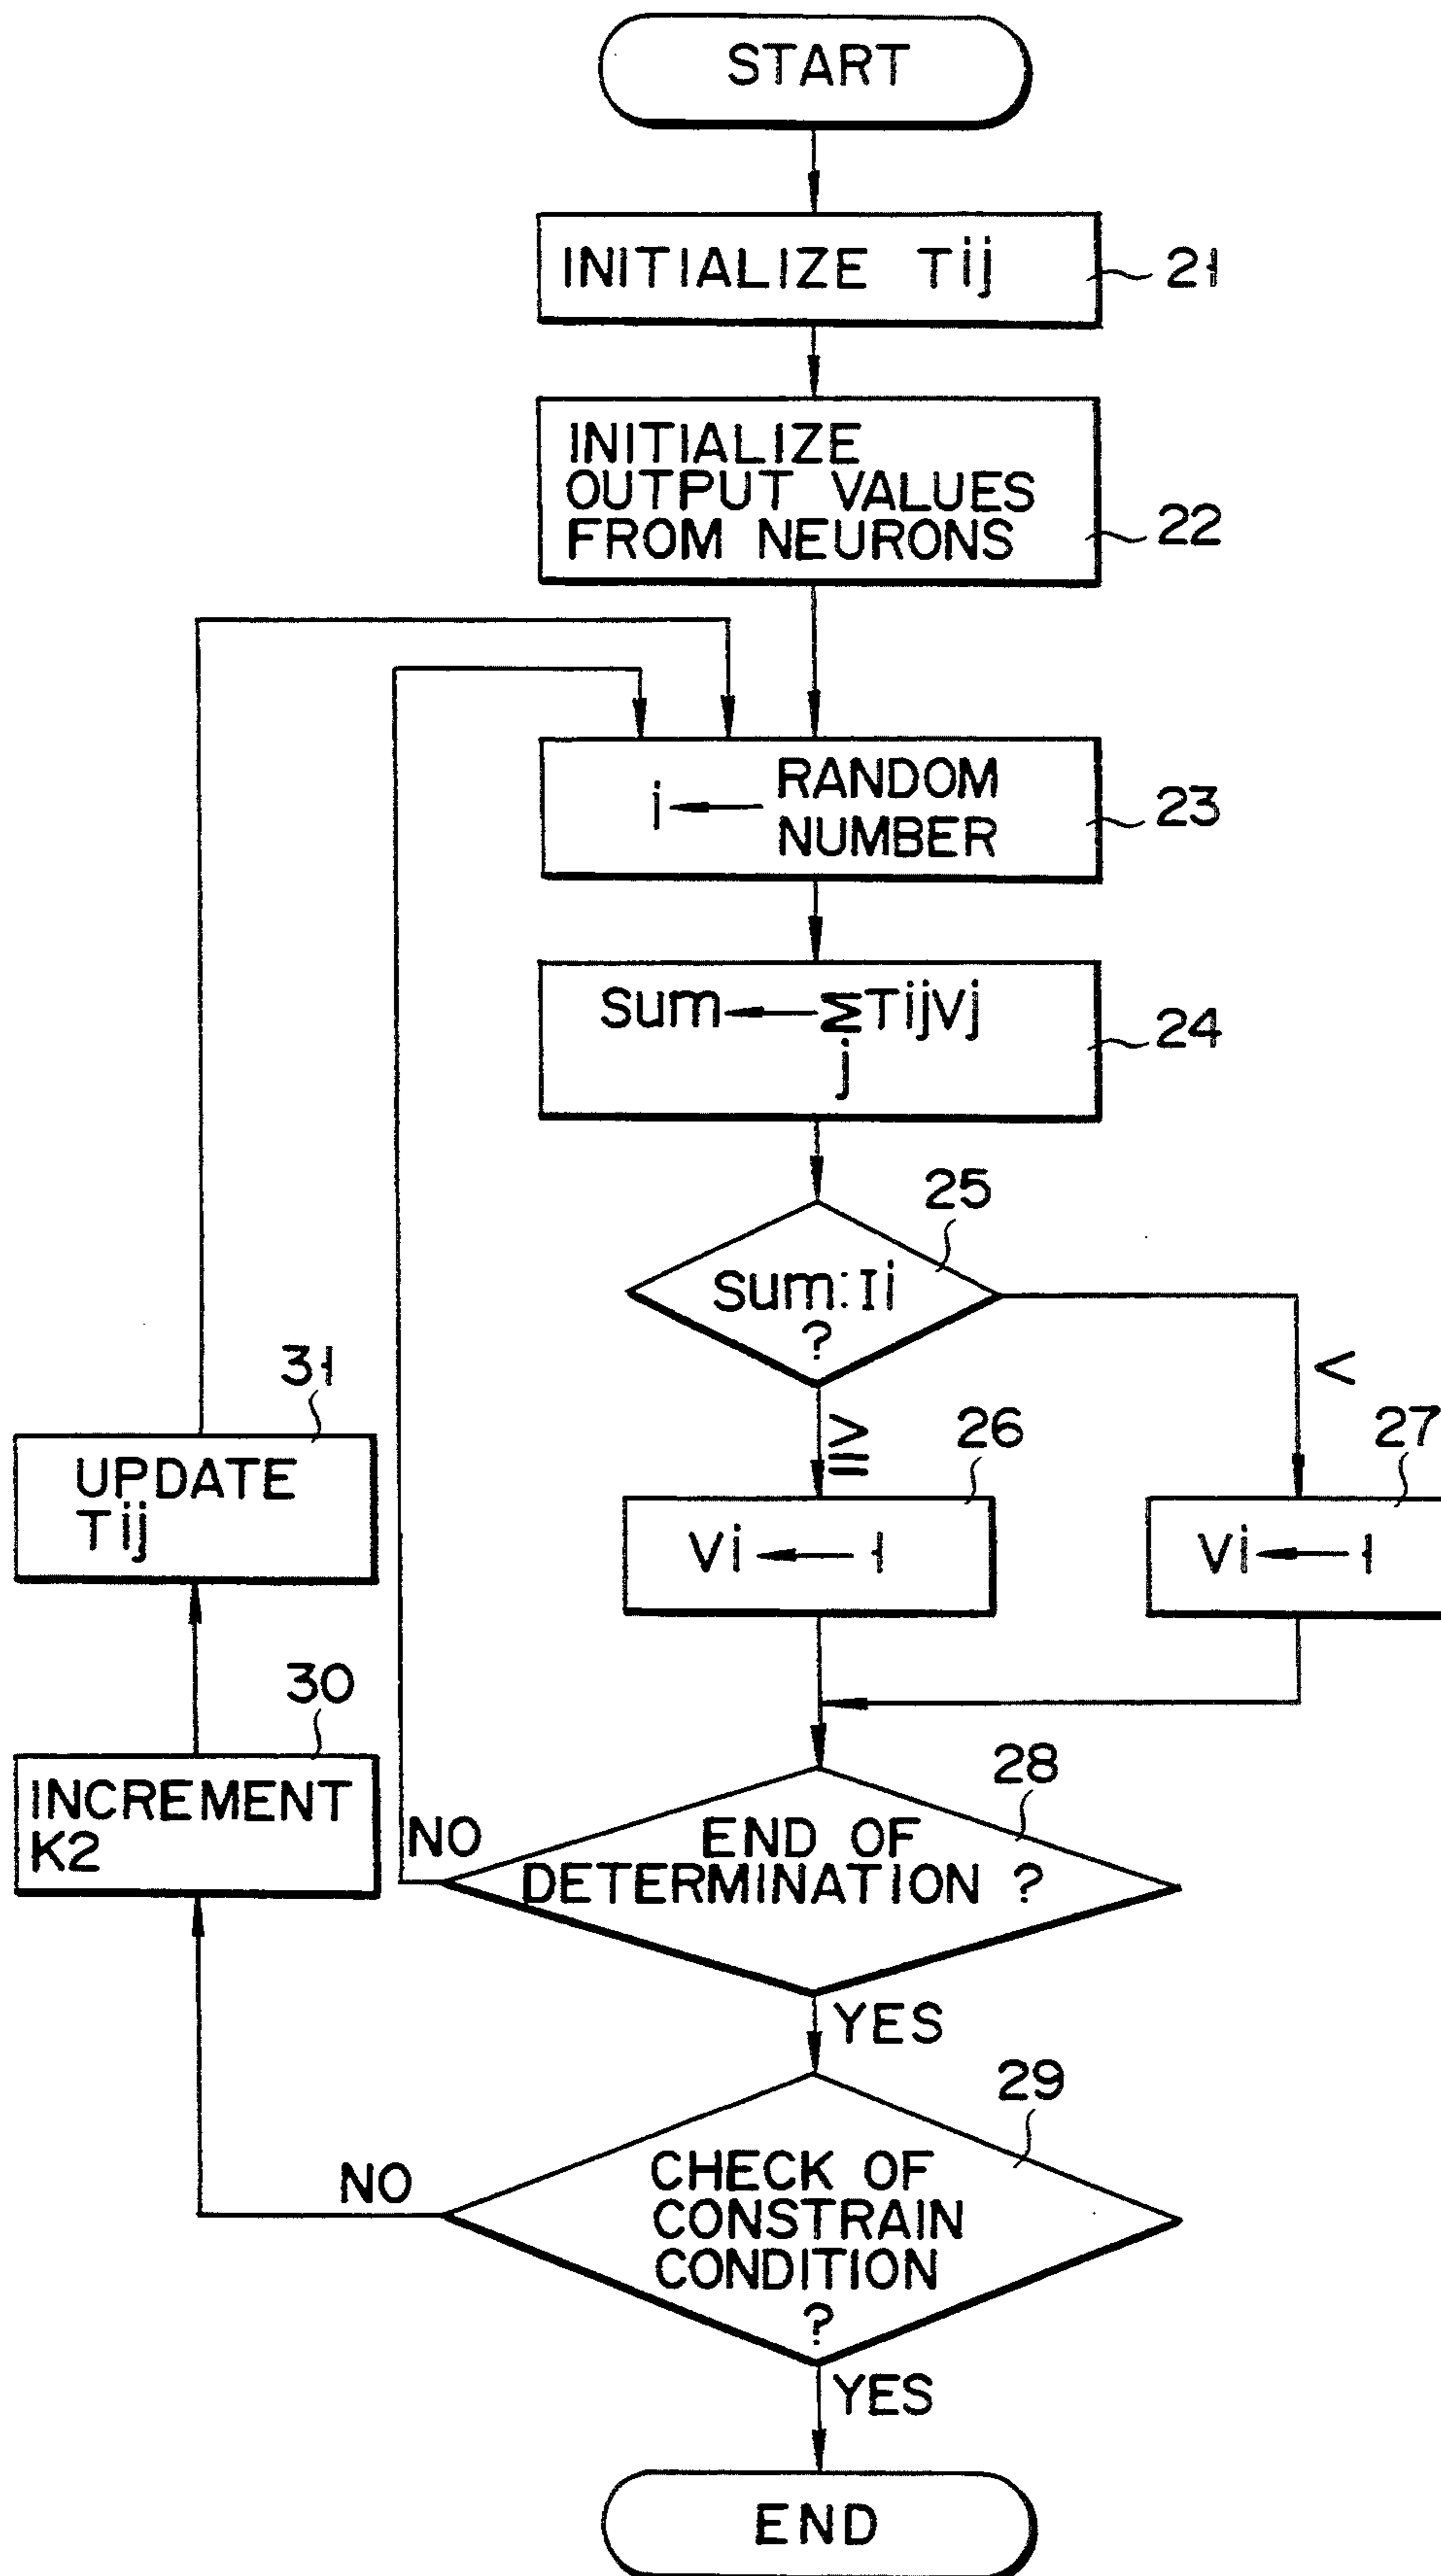 START
INITIALIZE Tij
21
INITIALIZE
OUTPUT VALUES
FROM NEURONS
22
i ← RANDOM
NUMBER
23
Sum ← ΣTijVj
j
24
25
Sum:Ii
?
<
≧
26
27
Vi ← 1
Vi ← 1
31
UPDATE
Tij
30
INCREMENT
K2
28
NO
END OF
DETERMINATION ?
YES
29
NO
CHECK OF
CONSTRAIN
CONDITION
?
YES
END